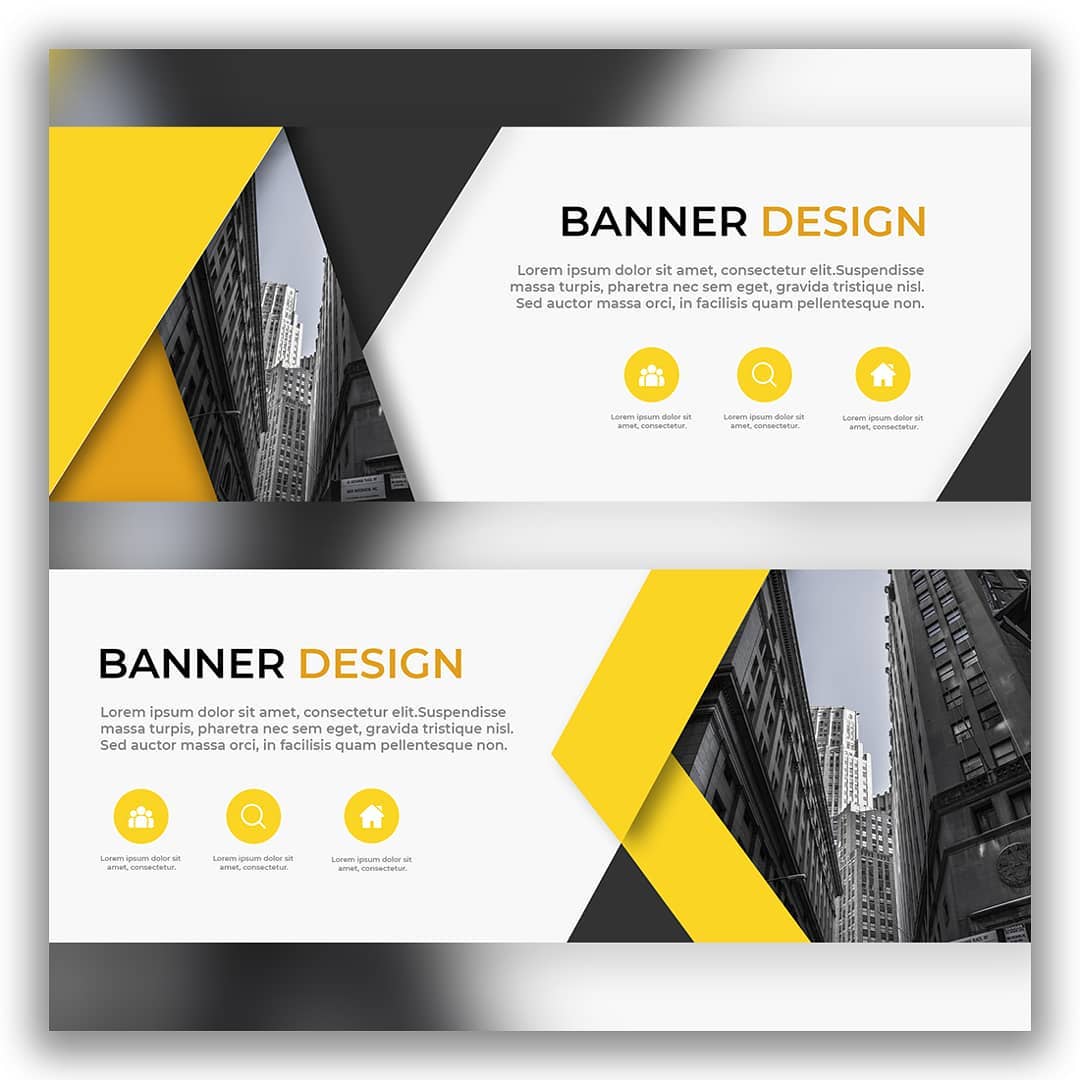 BANNER DESIGN
Lorem ipsum dolor sit amet, consectetur elit.Suspendisse
massa turpis, pharetra nec sem eget, gravida tristique nisl.
Sed auctor massa orci, in facilisis quam pellentesque non.
Lorem ipsum dolor sit
amet, consectetur.
Lorem ipsum dolor sit
amet, consectetur.
Lorem ipsum dolor sit
amet, consectetur.
BANNER DESIGN
Lorem ipsum dolor sit amet, consectetur elit.Suspendisse
massa turpis, pharetra nec sem eget, gravida tristique nisl.
Sed auctor massa orci, in facilisis quam pellentesque non.
Lorem ipsum dolor sit
amet, consectetur.
Lorem ipsum dolor sit
amet, consectetur.
Lorem ipsum dolor sit
amet, consectetur.